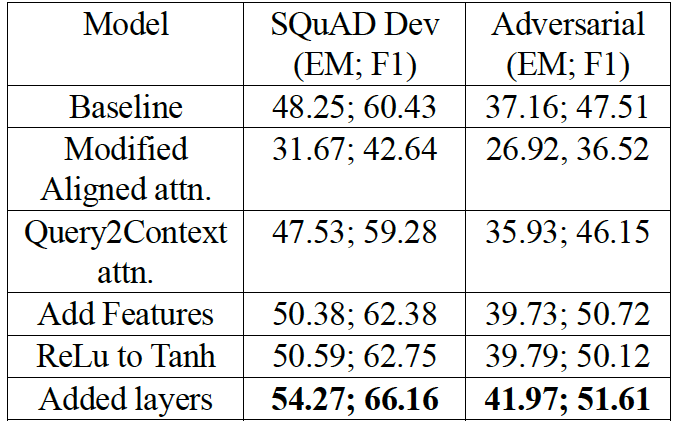 Model SQuAD Dev Adversarial
(EM; F1) (EM; F1)
Baseline 48.25; 60.43 37.16; 47.51
Modified 31.67; 42.64 26.92, 36.52
Aligned attn.
Query2Context 47.53; 59.28 35.93; 46.15
attn.
Add Features 50.38; 62.38 39.73; 50.72
ReLu to Tanh 50.59; 62.75 39.79; 50.12
Added layers 54.27; 66.16 41.97; 51.61